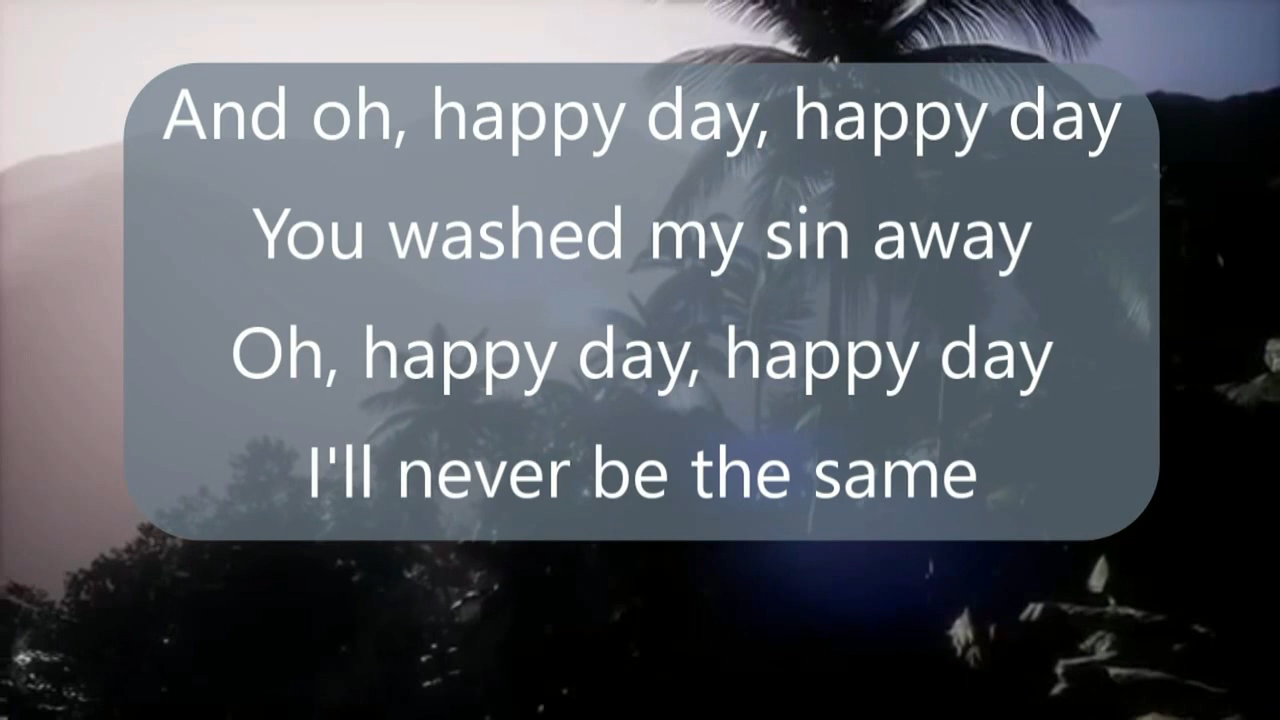 And oh, happy day, happy day
You washed my sin away
Oh, happy day, happy day
I'll never be the same